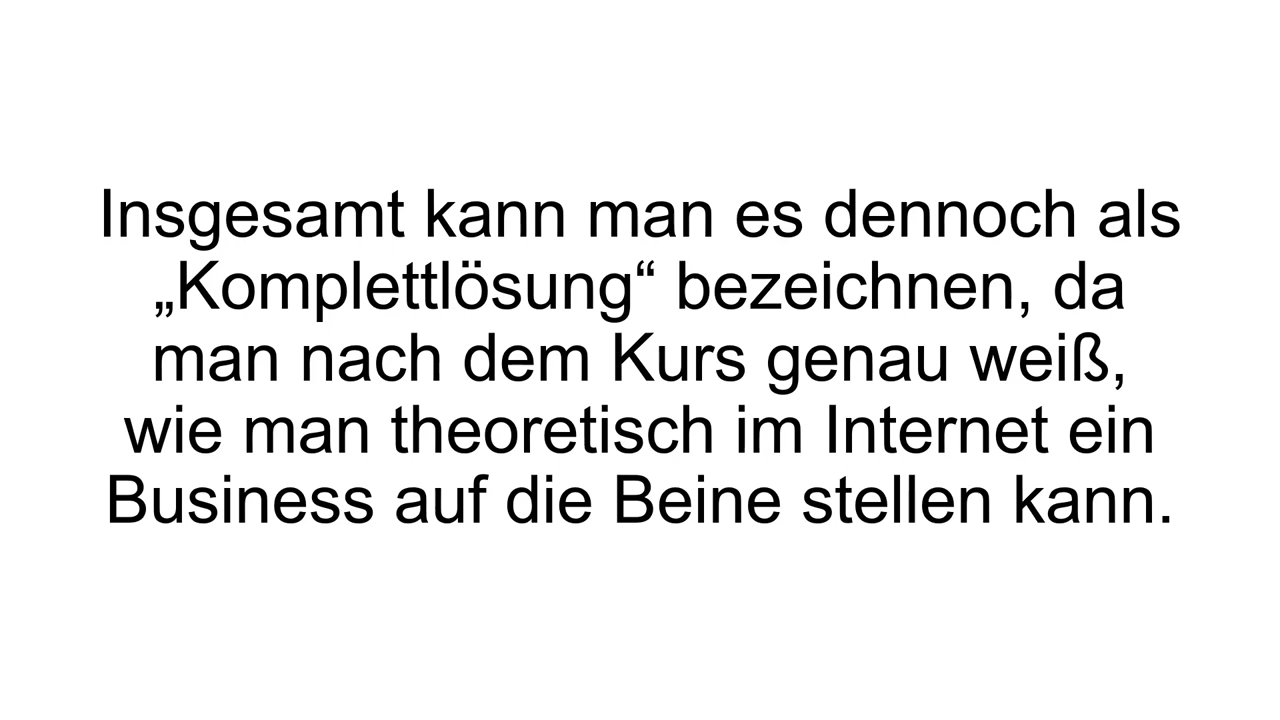 Insgesamt kann man es dennoch als
„Komplettlösung“ bezeichnen, da
man nach dem Kurs genau weiß,
wie man theoretisch im Internet ein
Business auf die Beine stellen kann.